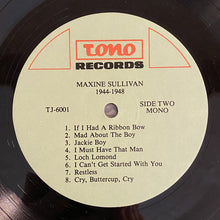 TONO
RECORDS
MAXINE SULLIVAN
1944-1948
TJ-6001
SIDE TWO
MONO
1. If I Had A Ribbon Bow
2. Mad About The Boy
3. Jackie Boy
4. I Must Have That Man
5. Loch Lomond
6. I Can't Get Started With You
7. Restless
8. Cry, Buttercup, Cry